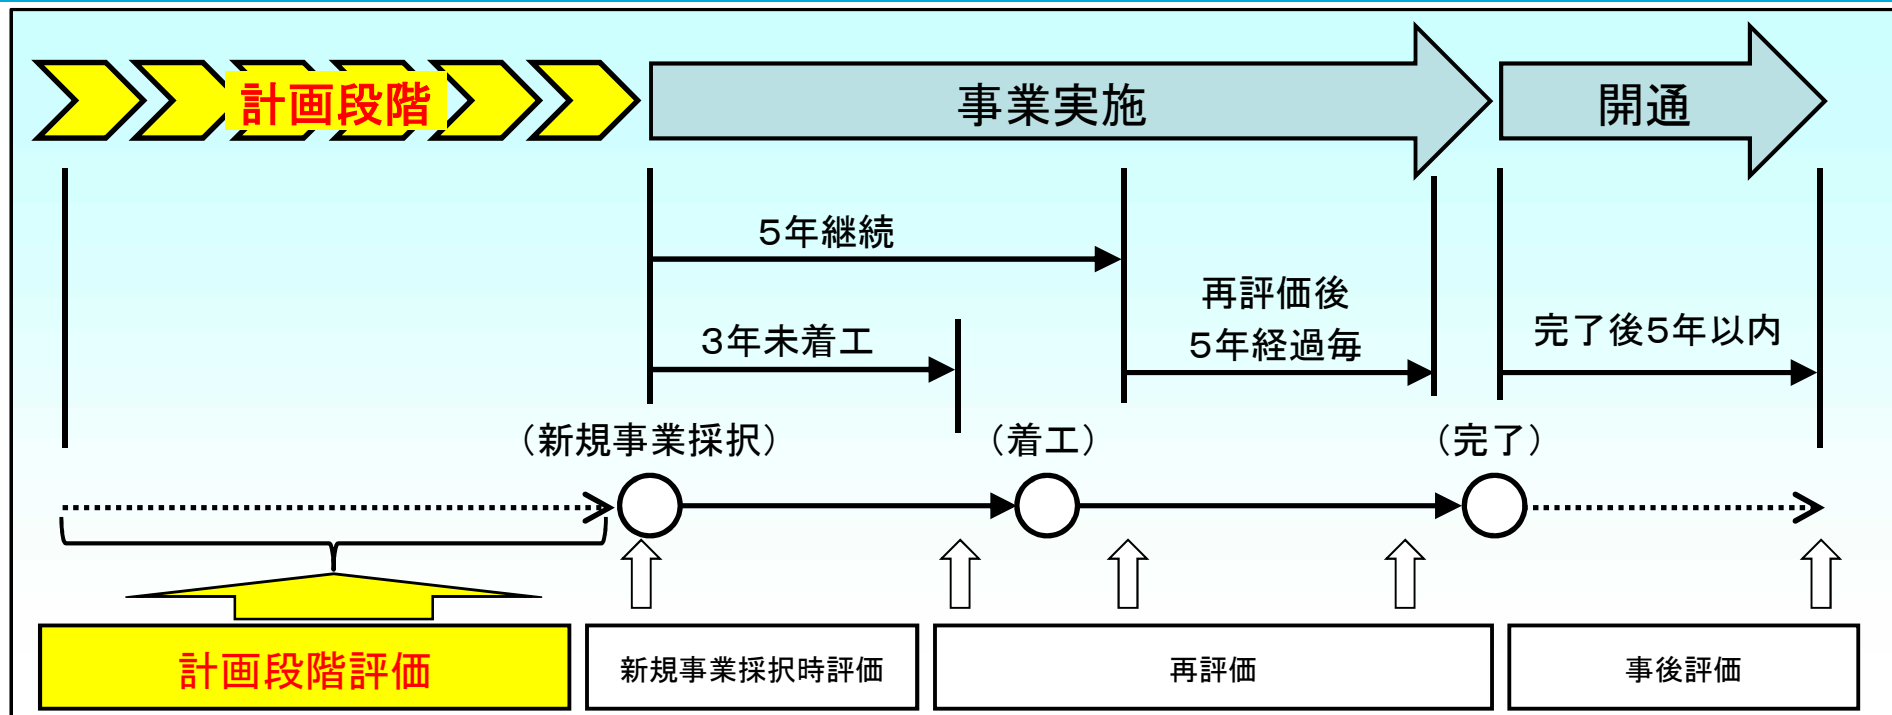 計画段階
事業実施
開通
５年継続
再評価後
５年経過毎
３年未着工
完了後５年以内
（新規事業採択）
（着工）
（完了）
計画段階評価
新規事業採択時評価
再評価
事後評価